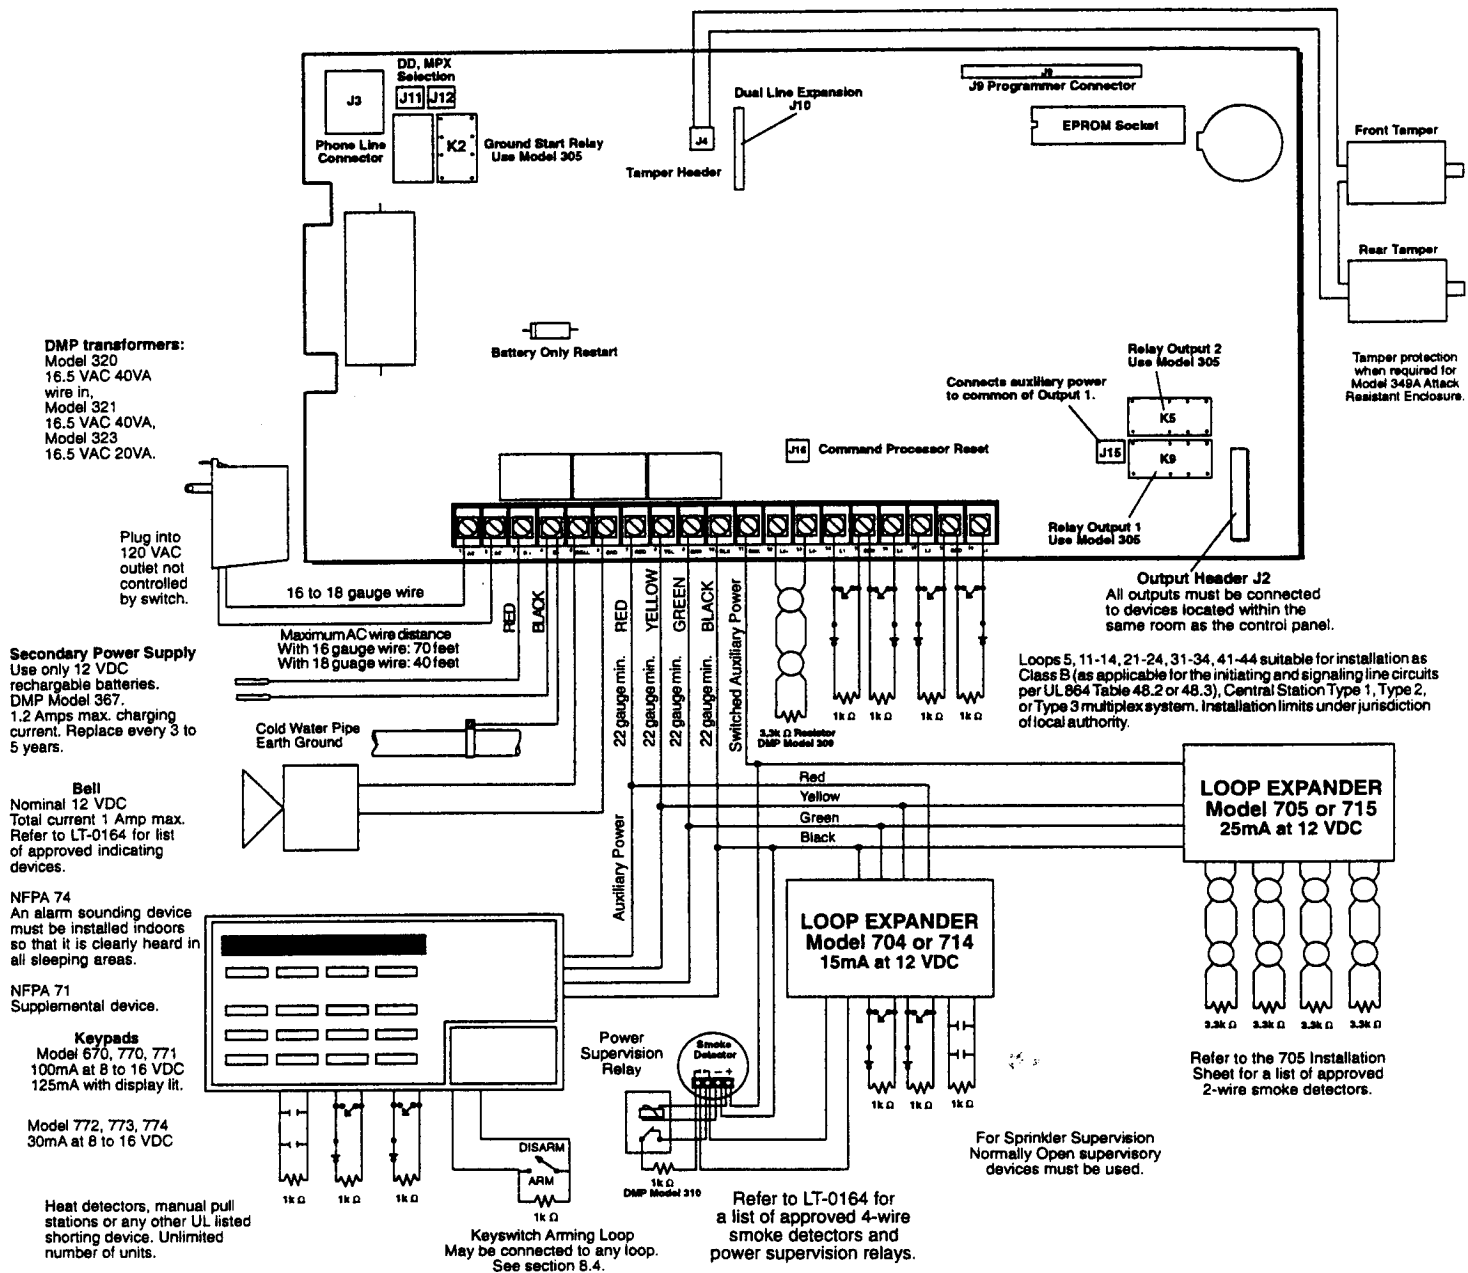 DD, MPX
Selection
J3
J11
J12
Phone Line
Connector
K2
Ground Start Relay
Use Model 305
Dual Line Expansion
J10
J4
Tamper Header
J9
J9 Programmer Connector
EPROM Socket
Front Tamper
Rear Tamper
Tamper protection
when required for
Model 349A Attack
Resistant Enclosure.
Battery Only Restart
DMP transformers:
Model 320
16.5 VAC 40VA
wire in,
Model 321
16.5 VAC 40VA,
Model 323
16.5 VAC 20VA.
Relay Output 2
Use Model 305
Connects auxiliary power
to common of Output 1.
K5
J15
K9
J16
Command Processor Reset
Relay Output 1
Use Model 305
Plug into
120 VAC
outlet not
controlled
by switch.
16 to 18 gauge wire
Maximum AC wire distance
With 16 gauge wire: 70 feet
With 18 guage wire: 40 feet
RED
BLACK
22 gauge min. RED
22 gauge min. YELLOW
22 gauge min. GREEN
22 gauge min. BLACK
Switched Auxiliary Power
3.3k Ω Resistor
DMP Model 309
1k Ω
1k Ω
1k Ω
1k Ω
Output Header J2
All outputs must be connected
to devices located within the
same room as the control panel.
Loops 5, 11-14, 21-24, 31-34, 41-44 suitable for installation as
Class B (as applicable for the initiating and signaling line circuits
per UL 864 Table 48.2 or 48.3), Central Station Type 1, Type 2,
or Type 3 multiplex system. Installation limits under jurisdiction
of local authority.
Secondary Power Supply
Use only 12 VDC
rechargable batteries.
DMP Model 367.
1.2 Amps max. charging
current. Replace every 3 to
5 years.
Cold Water Pipe
Earth Ground
Bell
Nominal 12 VDC
Total current 1 Amp max.
Refer to LT-0164 for list
of approved indicating
devices.
Red
Yellow
Green
Black
Auxiliary Power
LOOP EXPANDER
Model 705 or 715
25mA at 12 VDC
3.3k Ω
3.3k Ω
3.3k Ω
3.3k Ω
Refer to the 705 Installation
Sheet for a list of approved
2-wire smoke detectors.
NFPA 74
An alarm sounding device
must be installed indoors
so that it is clearly heard in
all sleeping areas.
NFPA 71
Supplemental device.
LOOP EXPANDER
Model 704 or 714
15mA at 12 VDC
1k Ω
1k Ω
1k Ω
For Sprinkler Supervision
Normally Open supervisory
devices must be used.
Keypads
Model 670, 770, 771
100mA at 8 to 16 VDC
125mA with display lit.
Model 772, 773, 774
30mA at 8 to 16 VDC
Power
Supervision
Relay
Smoke
Detector
1k Ω
DMP Model 310
1k Ω
1k Ω
1k Ω
DISARM
ARM
1k Ω
Heat detectors, manual pull
stations or any other UL listed
shorting device. Unlimited
number of units.
Keyswitch Arming Loop
May be connected to any loop.
See section 8.4.
Refer to LT-0164 for
a list of approved 4-wire
smoke detectors and
power supervision relays.